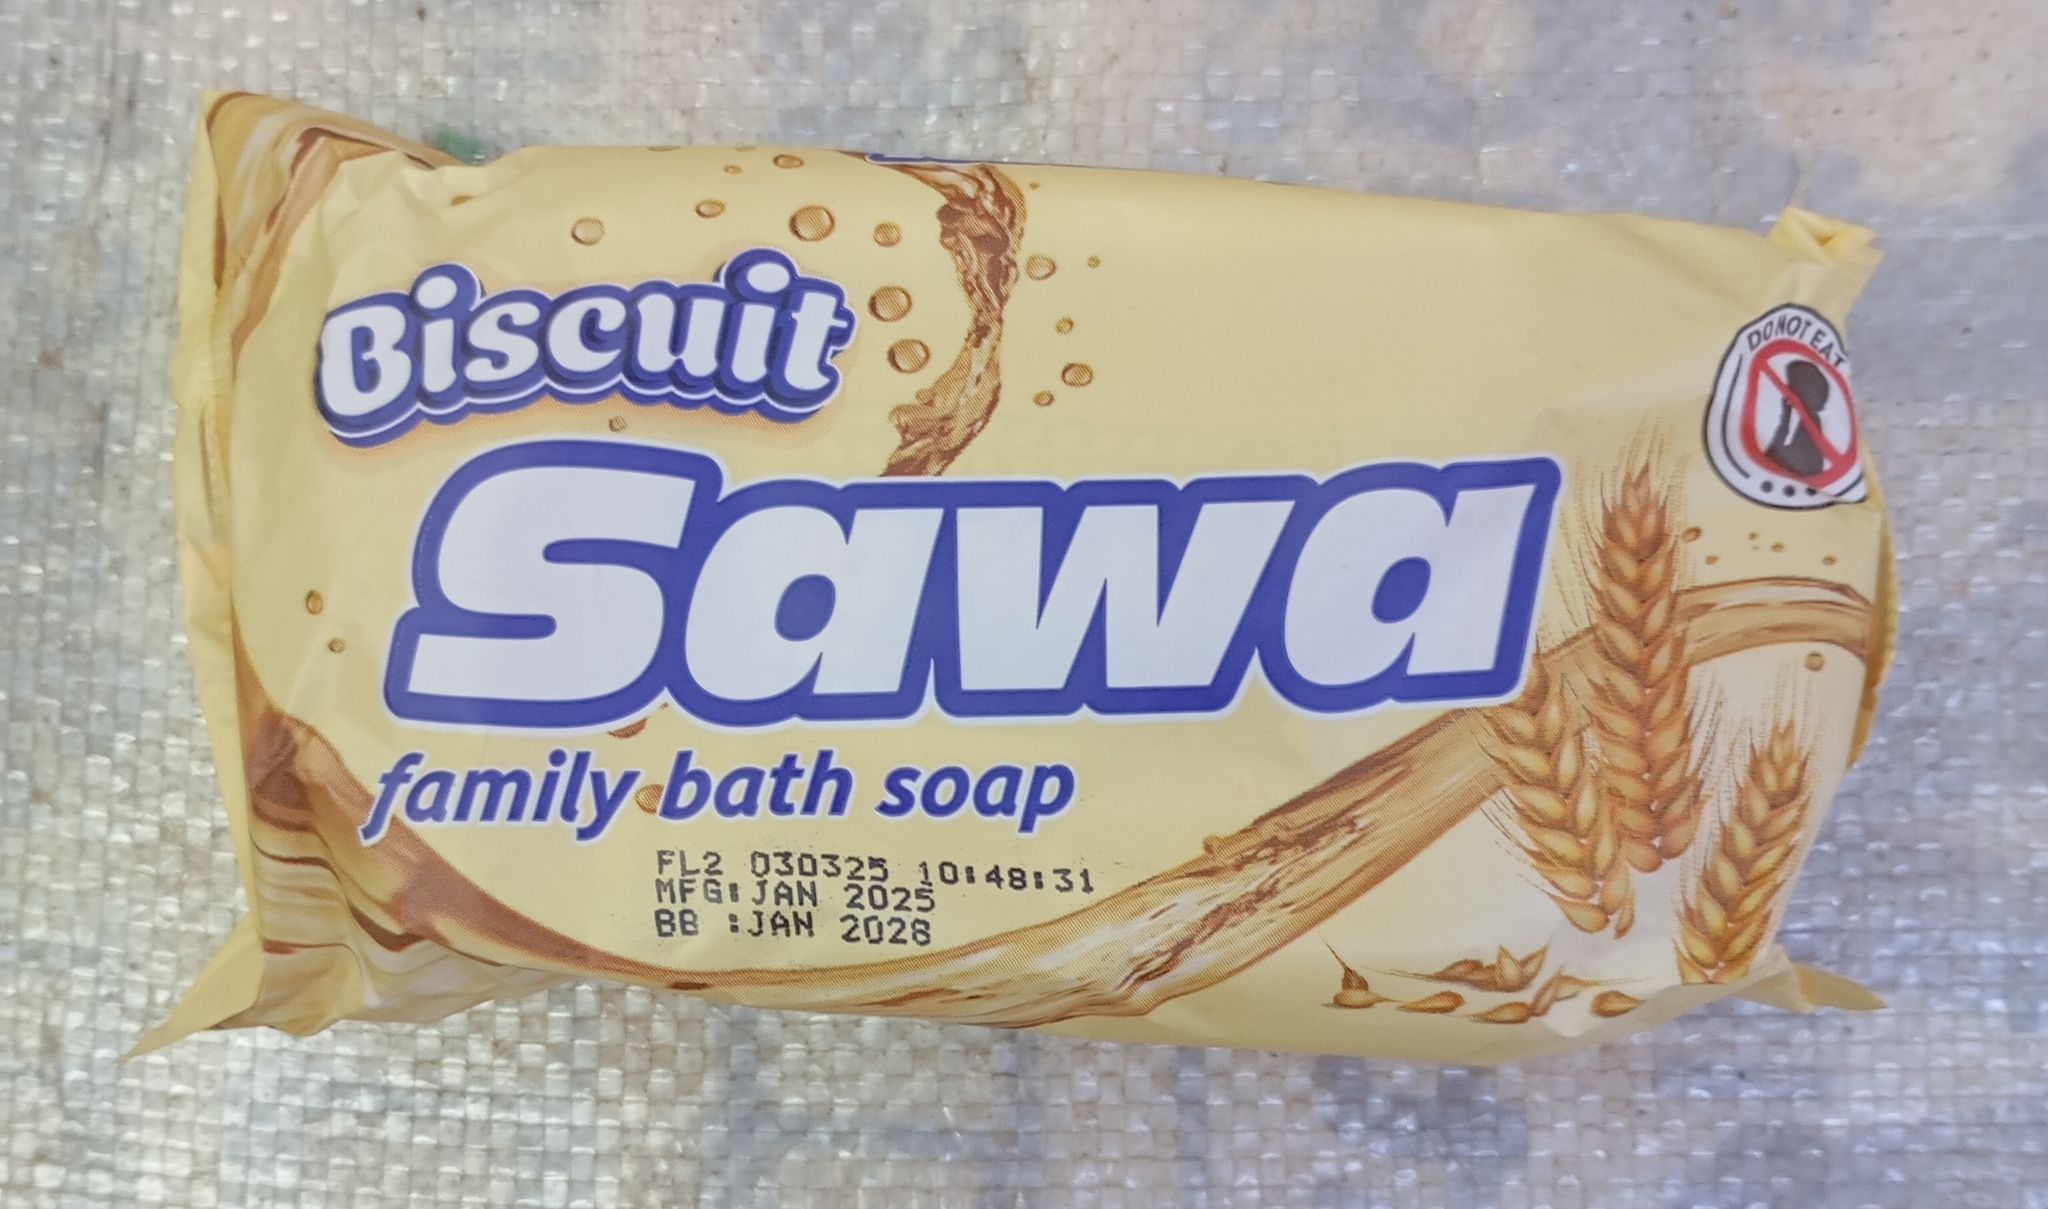 Biscuit
DO NOT EAT
Sawa
family bath soap
FL2 030325 10:48:31
MFG: JAN 2025
BB :JAN 2028